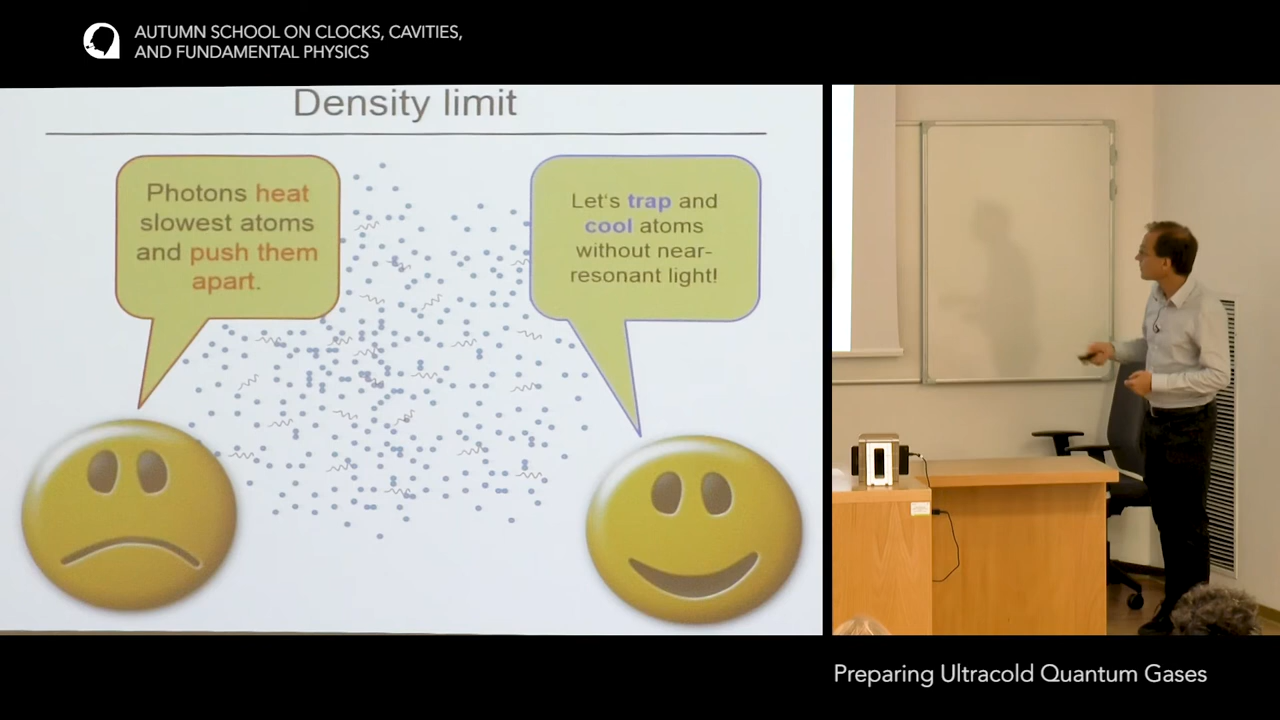 AUTUMN SCHOOL ON CLOCKS, CAVITIES,
AND FUNDAMENTAL PHYSICS
Density limit
Photons heat
slowest atoms
and push them
apart.
Let's trap and
cool atoms
without near-
resonant light!
Preparing Ultracold Quantum Gases